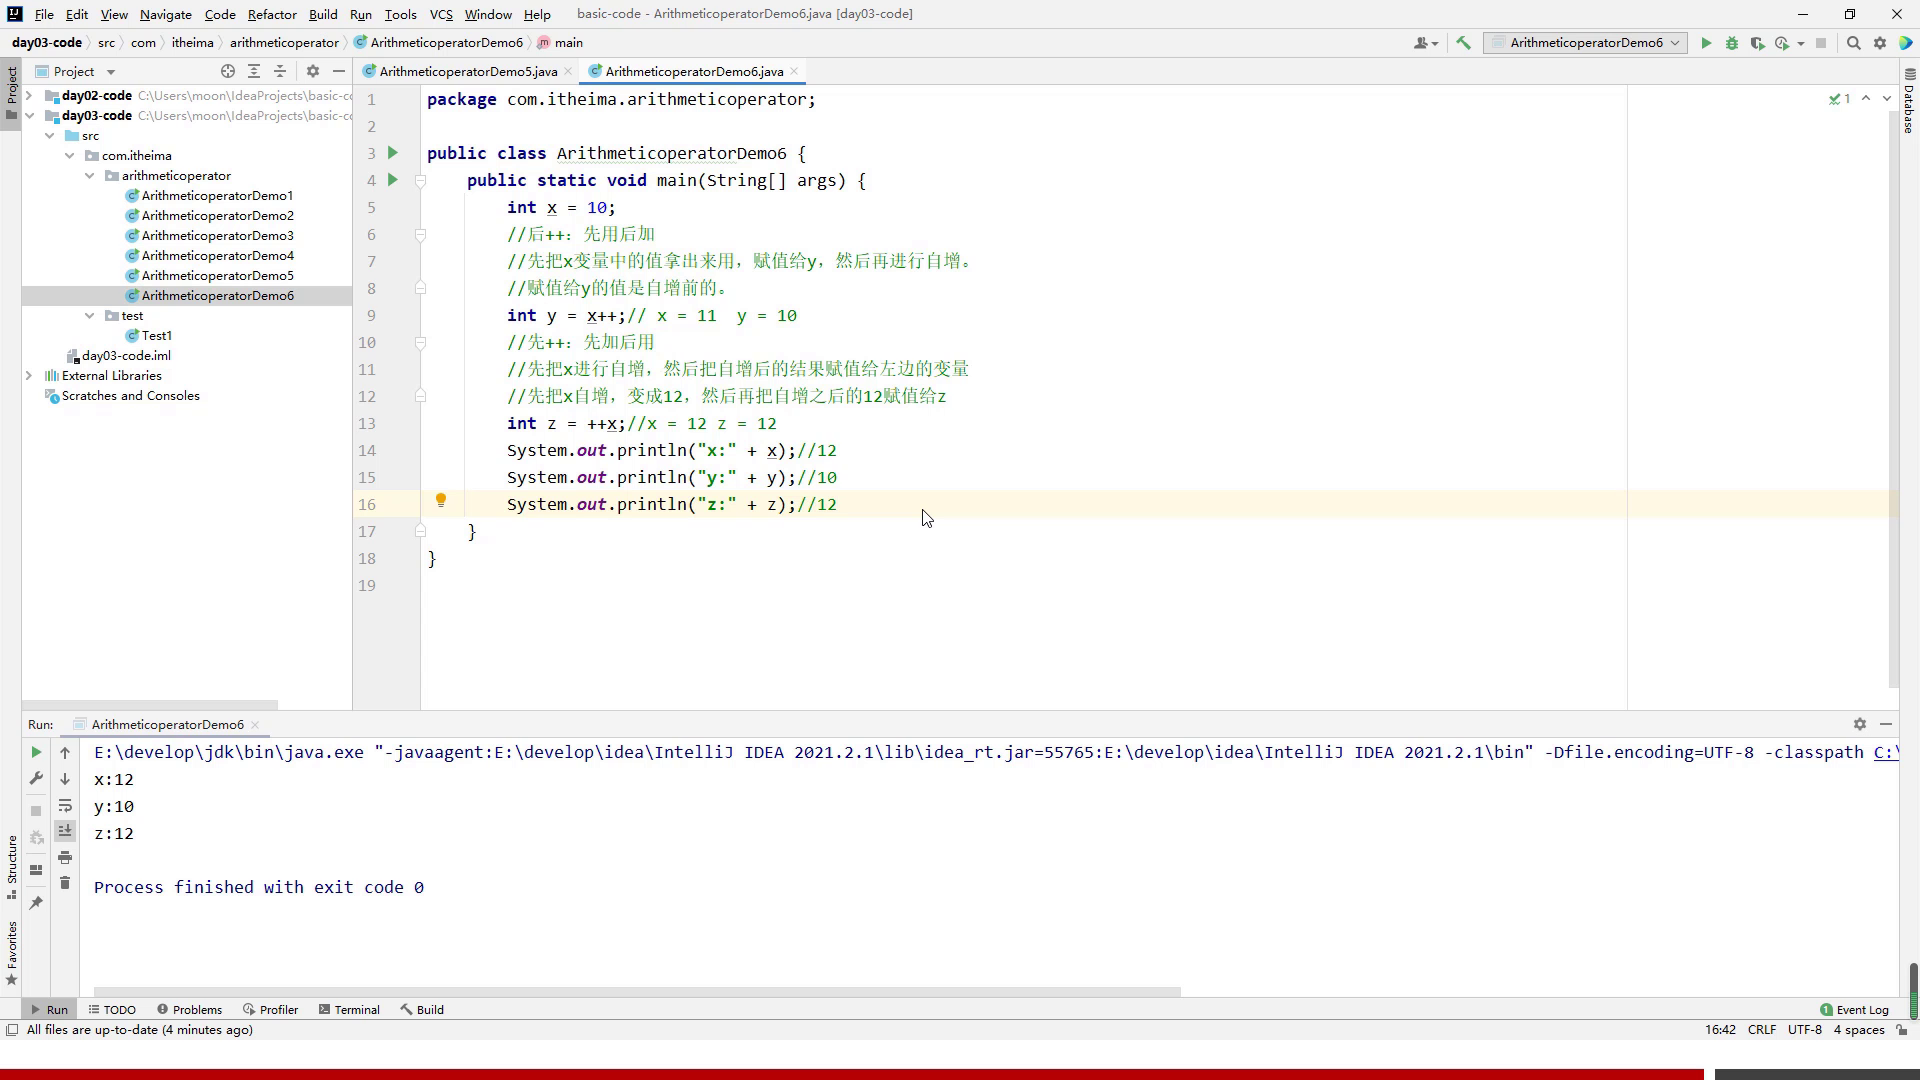 File Edit View Navigate Code Refactor Build Run Tools VCS Window Help basic-code - ArithmeticoperatorDemo6.java [day03-code]
day03-code src com itheima arithmeticoperator ArithmeticoperatorDemo6 main ArithmeticoperatorDemo6
Project
Project
ArithmeticoperatorDemo5.java ArithmeticoperatorDemo6.java
Database
day02-code C:\Users\moon\IdeaProjects\basic-co
day03-code C:\Users\moon\IdeaProjects\basic-co
src
com.itheima
arithmeticoperator
ArithmeticoperatorDemo1
ArithmeticoperatorDemo2
ArithmeticoperatorDemo3
ArithmeticoperatorDemo4
ArithmeticoperatorDemo5
ArithmeticoperatorDemo6
test
Test1
day03-code.iml
External Libraries
Scratches and Consoles
1 package com.itheima.arithmeticoperator; 1
2
3 public class ArithmeticoperatorDemo6 {
4 public static void main(String[] args) {
5 int x = 10;
6 //后++: 先用后加
7 //先把x变量中的值拿出来用，赋值给y，然后再进行自增。
8 //赋值给y的值是自增前的。
9 int y = x++;// x = 11 y = 10
10 //先++: 先加后用
11 //先把x进行自增，然后把自增后的结果赋值给左边的变量
12 //先把x自增，变成12，然后再把自增之后的12赋值给z
13 int z = ++x;//x = 12 z = 12
14 System.out.println("x:" + x);//12
15 System.out.println("y:" + y);//10
16 System.out.println("z:" + z);//12
17 }
18 }
19
Run: ArithmeticoperatorDemo6
E:\develop\jdk\bin\java.exe "-javaagent:E:\develop\idea\IntelliJ IDEA 2021.2.1\lib\idea_rt.jar=55765:E:\develop\idea\IntelliJ IDEA 2021.2.1\bin" -Dfile.encoding=UTF-8 -classpath C:\
x:12
y:10
z:12
Process finished with exit code 0
Structure
Favorites
Run TODO Problems Profiler Terminal Build 1 Event Log
All files are up-to-date (4 minutes ago) 16:42 CRLF UTF-8 4 spaces